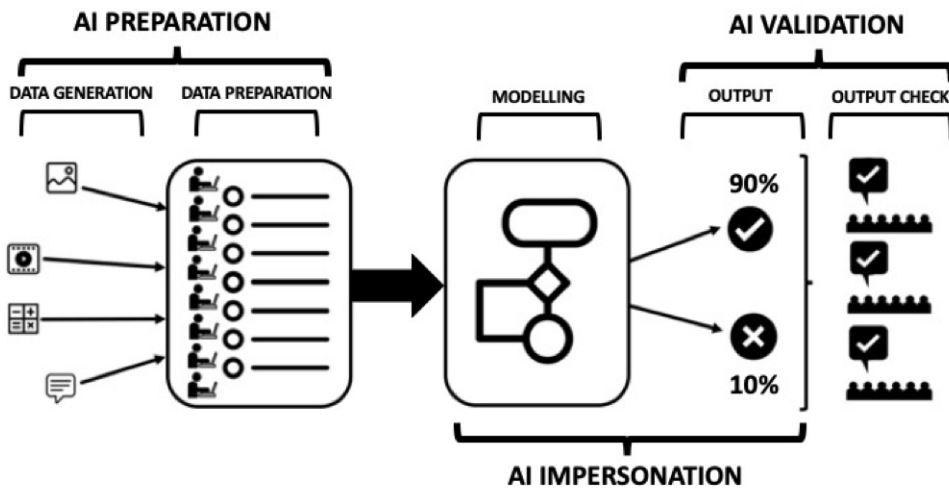 AI PREPARATION
AI VALIDATION
DATA GENERATION
DATA PREPARATION
MODELLING
OUTPUT
OUTPUT CHECK
90%
10%
AI IMPERSONATION